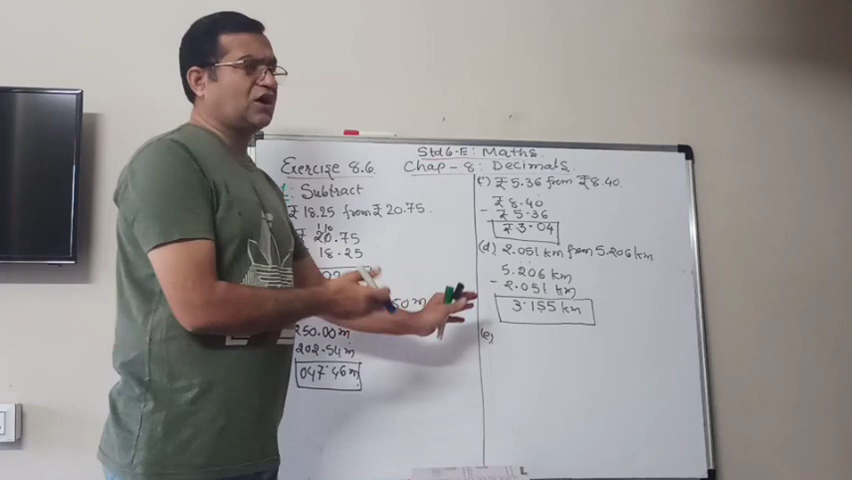 Std 6-E: Maths
Exercise 8.6. Chap - 8: Decimals
: Subtract
₹ 18.25 from ₹ 20.75.
₹ 20.75
18.25
50 m
250.00 m
202.54 m
047.46 m
₹ 5.36 from ₹ 8.40.
₹ 8.40
- ₹ 5.36
₹ 3.04
(d) 2.051 km from 5.206 km
5.206 km
- 2.051 km
3.155 km
(e)